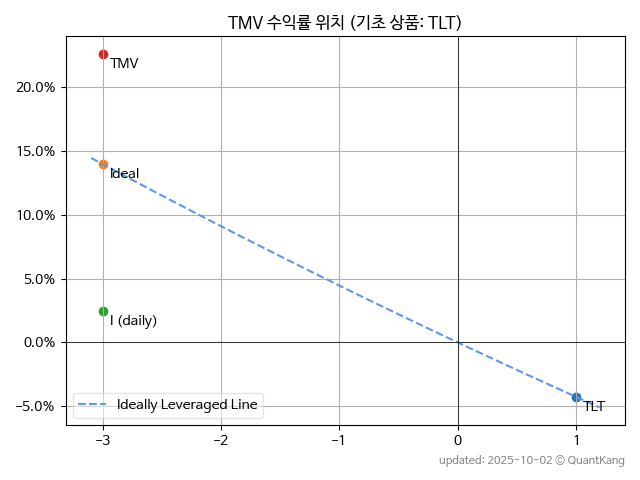 TMV 수익률 위치 (기초 상품: TLT)
20.0%
15.0%
10.0%
5.0%
0.0%
−5.0%
TMV
Ideal
I (daily)
TLT
Ideally Leveraged Line
−3
−2
−1
0
1
updated: 2025-10-02 © QuantKang